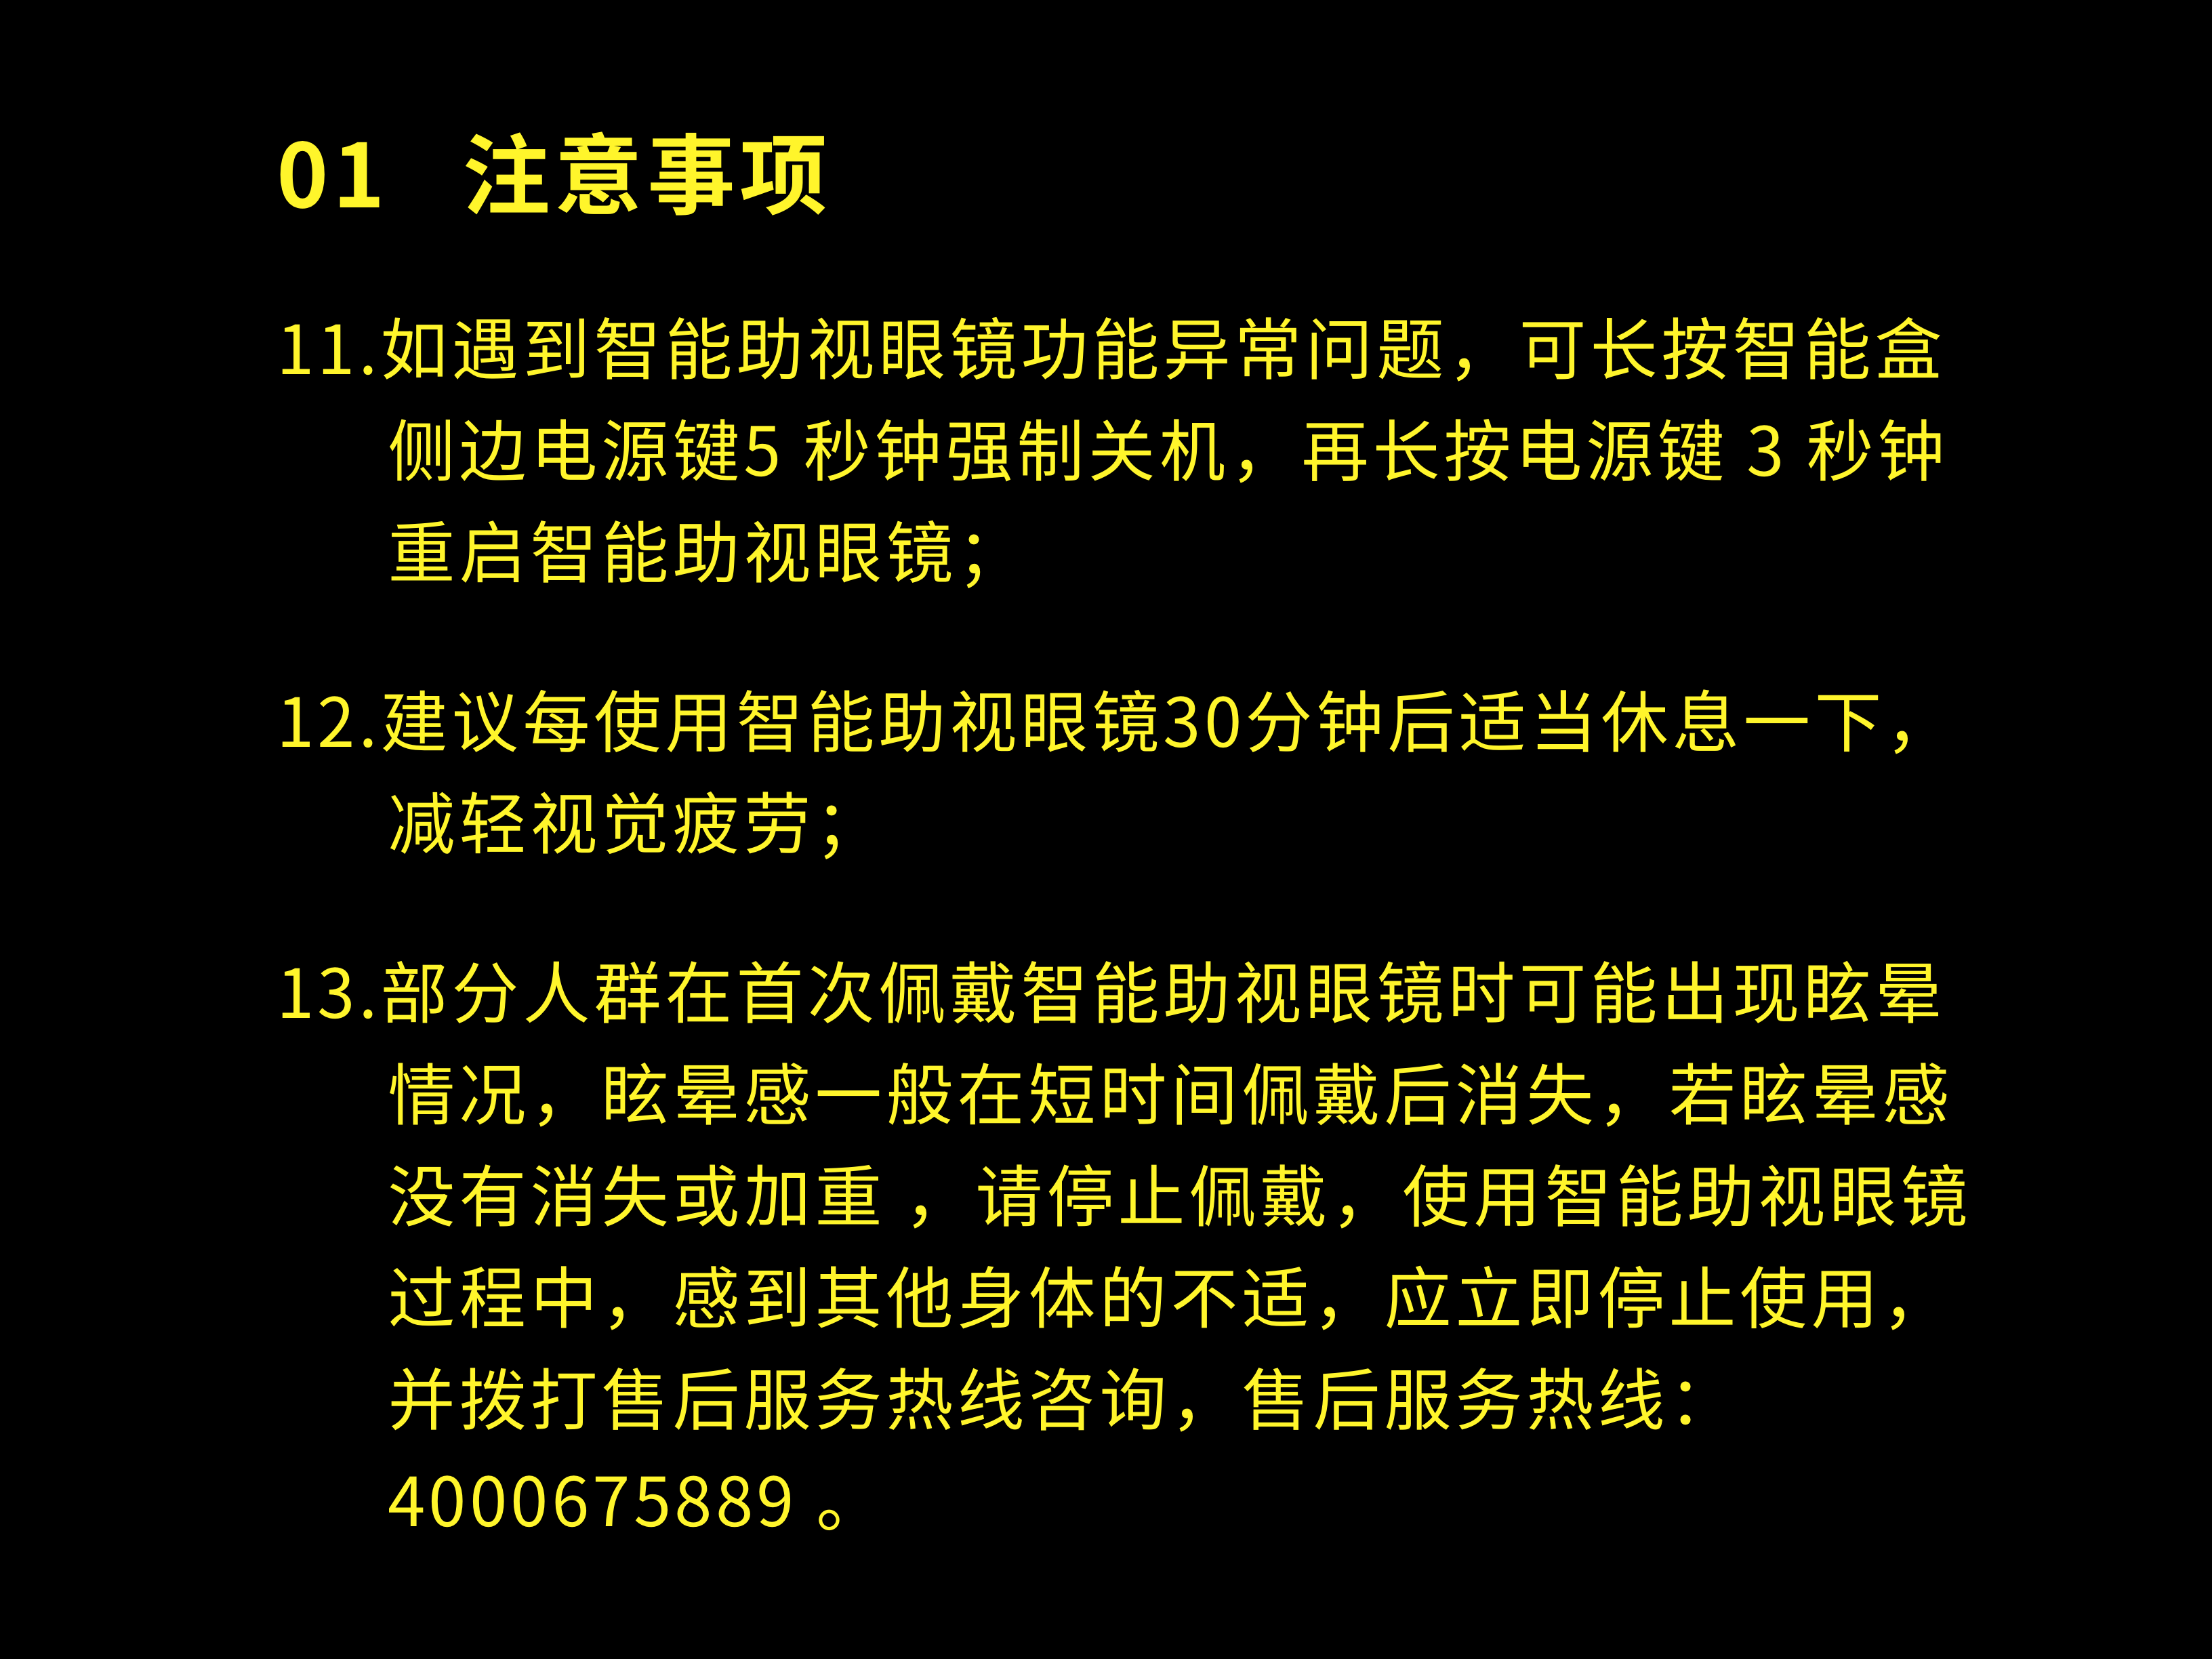 01 注意事项
11.如遇到智能助视眼镜功能异常问题，可长按智能盒
侧边电源键5 秒钟强制关机，再长按电源键 3 秒钟
重启智能助视眼镜；
12.建议每使用智能助视眼镜30分钟后适当休息一下，
减轻视觉疲劳；
13.部分人群在首次佩戴智能助视眼镜时可能出现眩晕
情况，眩晕感一般在短时间佩戴后消失，若眩晕感
没有消失或加重 ，请停止佩戴，使用智能助视眼镜
过程中，感到其他身体的不适，应立即停止使用，
并拨打售后服务热线咨询，售后服务热线：
4000675889 。